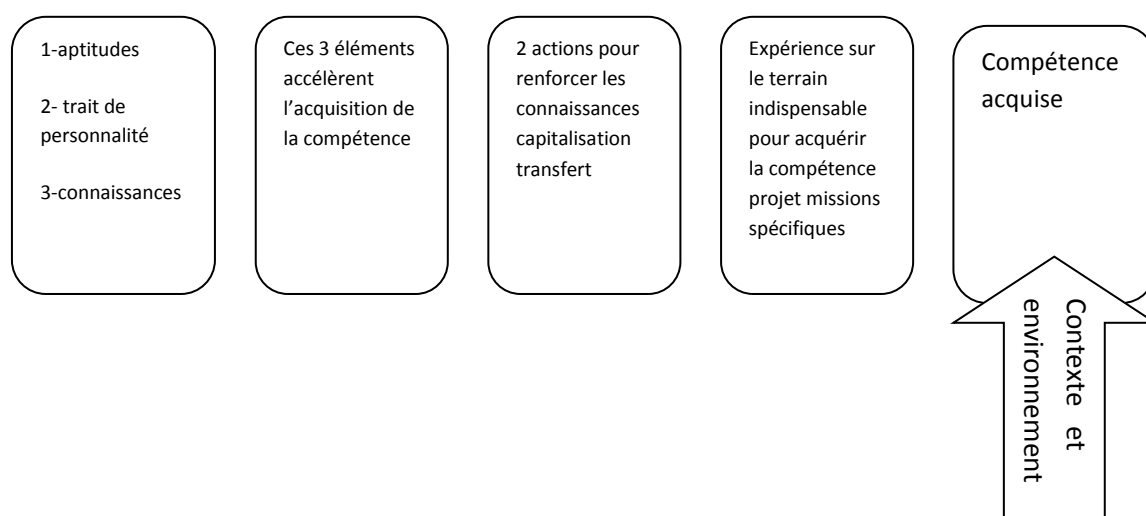 1-aptitudes
2- trait de
personnalité
3-connaissances
Ces 3 éléments
accélèrent
l’acquisition de
la compétence
2 actions pour
renforcer les
connaissances
capitalisation
transfert
Expérience sur
le terrain
indispensable
pour acquérir
la compétence
projet missions
spécifiques
Compétence
acquise
Contexte et
environnement